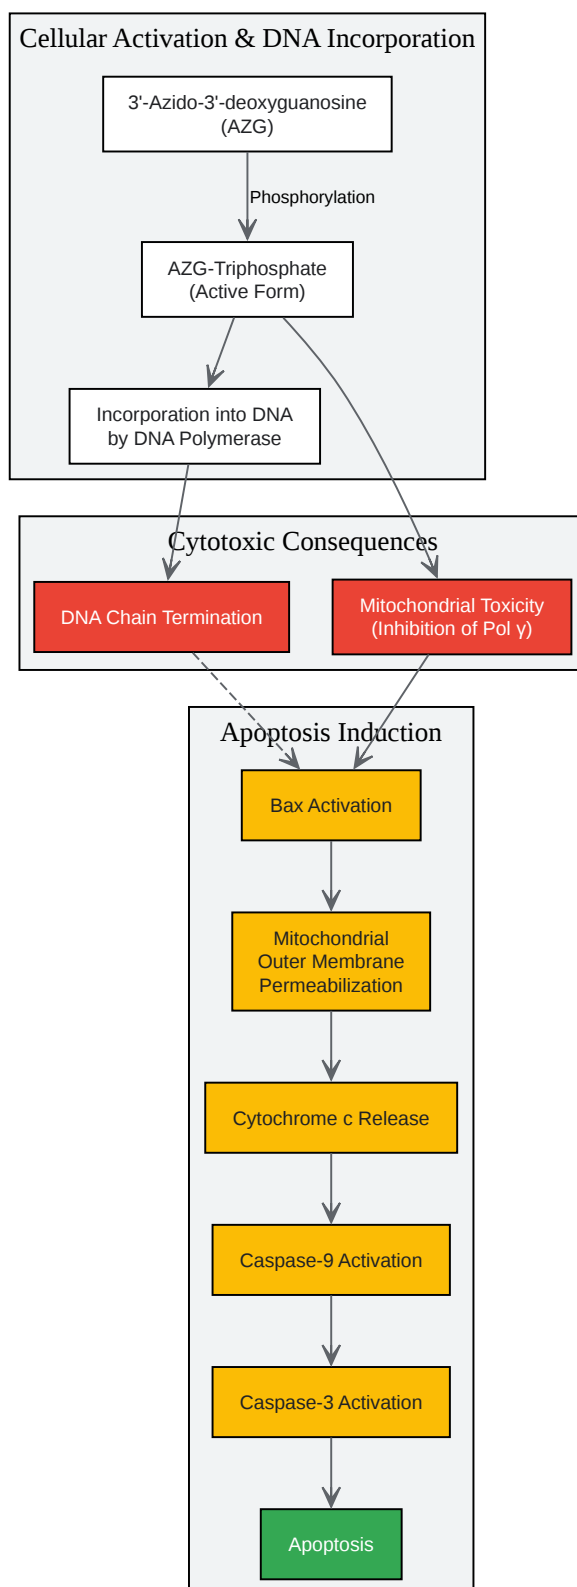 Cellular Activation & DNA Incorporation
3'-Azido-3'-deoxyguanosine
(AZG)
Phosphorylation
AZG-Triphosphate
(Active Form)
Incorporation into DNA
by DNA Polymerase
Cytotoxic Consequences
DNA Chain Termination
Mitochondrial Toxicity
(Inhibition of Pol γ)
Apoptosis Induction
Bax Activation
Mitochondrial
Outer Membrane
Permeabilization
Cytochrome c Release
Caspase-9 Activation
Caspase-3 Activation
Apoptosis